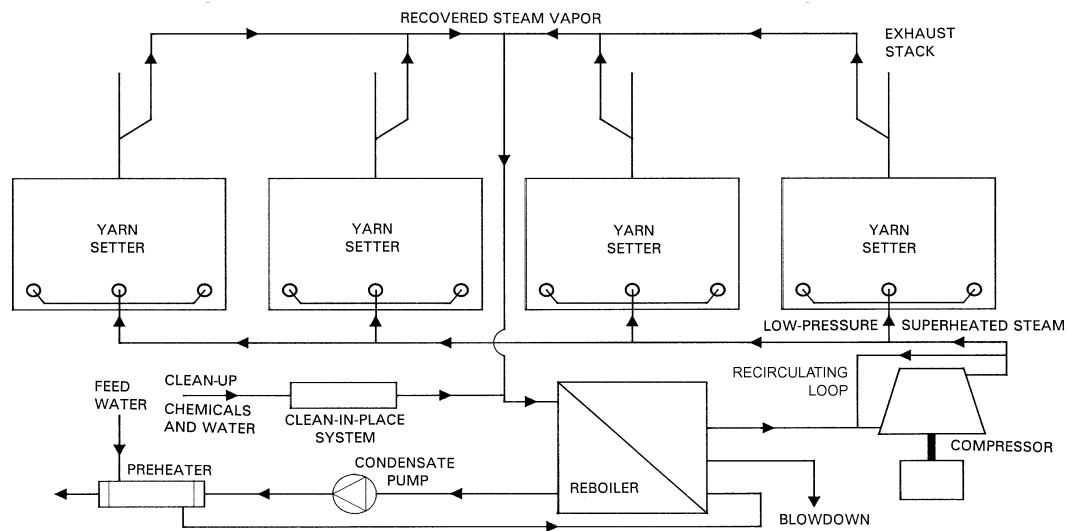 RECOVERED STEAM VAPOR
EXHAUST
STACK
YARN
SETTER
YARN
SETTER
YARN
SETTER
YARN
SETTER
LOW-PRESSURE SUPERHEATED STEAM
RECIRCULATING
LOOP
FEED
WATER
CLEAN-UP
CHEMICALS
AND WATER
CLEAN-IN-PLACE
SYSTEM
COMPRESSOR
PREHEATER
CONDENSATE
PUMP
REBOILER
BLOWDOWN